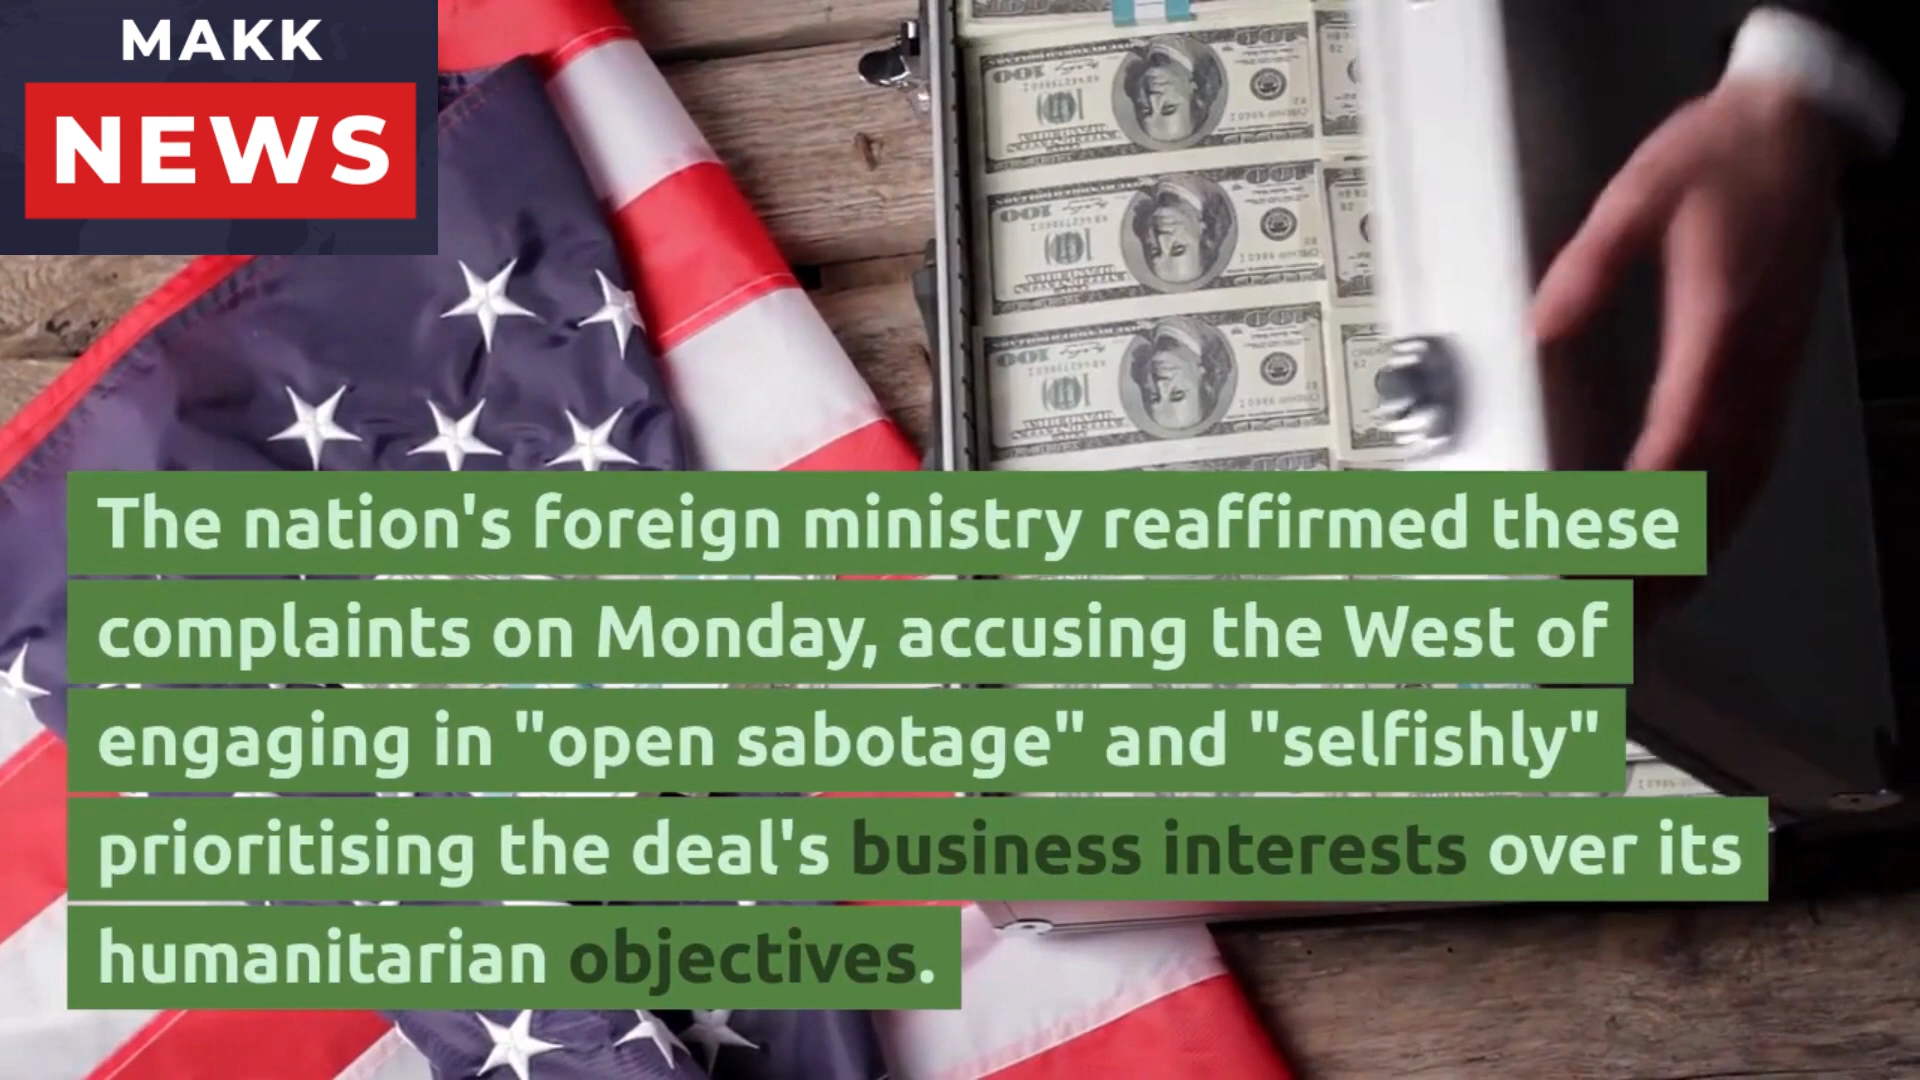 MAKK
NEWS
The nation's foreign ministry reaffirmed these
complaints on Monday, accusing the West of
engaging in "open sabotage" and "selfishly"
prioritising the deal's business interests over its
humanitarian objectives.